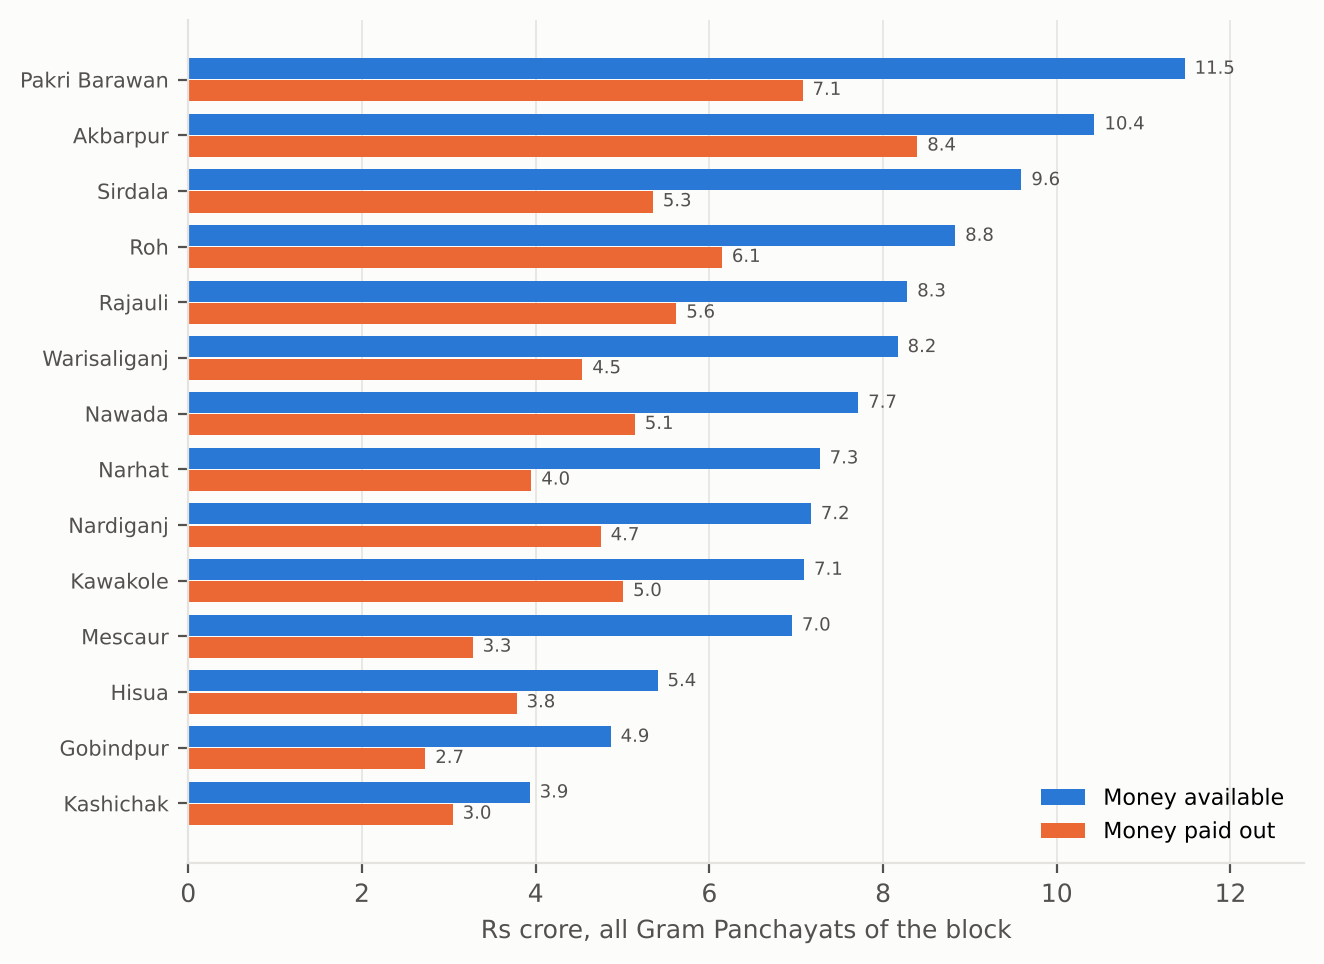 Pakri Barawan 11.5
7.1
Akbarpur 10.4
8.4
Sirdala 9.6
5.3
Roh 8.8
6.1
Rajauli 8.3
5.6
Warisaliganj 8.2
4.5
Nawada 7.7
5.1
Narhat 7.3
4.0
Nardiganj 7.2
4.7
Kawakole 7.1
5.0
Mescaur 7.0
3.3
Hisua 5.4
3.8
Gobindpur 4.9
2.7
Kashichak 3.9
3.0
Money available
Money paid out
0 2 4 6 8 10 12
Rs crore, all Gram Panchayats of the block